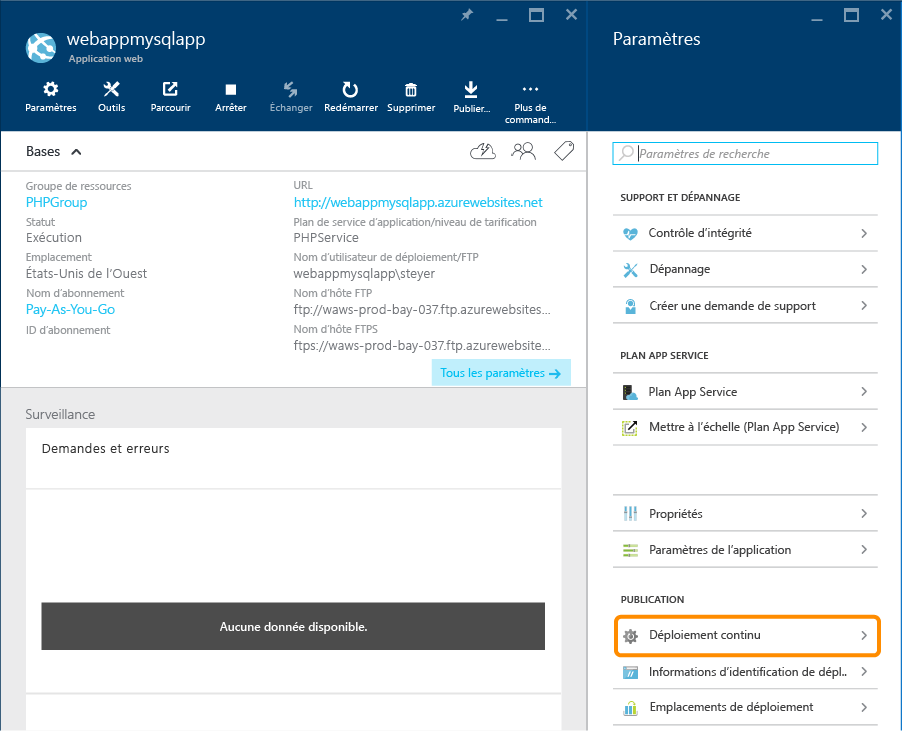 webappmysqlapp
Application web
Paramètres
Outils
Parcourir
Arrêter
Échanger
Redémarrer
Supprimer
Publier...
Plus de
command...
Bases
Groupe de ressources
PHPGroup
Statut
Exécution
Emplacement
États-Unis de l'Ouest
Nom d'abonnement
Pay-As-You-Go
ID d'abonnement
URL
http://webappmysqlapp.azurewebsites.net
Plan de service d'application/niveau de tarification
PHPService
Nom d'utilisateur de déploiement/FTP
webappmysqlapp\steyer
Nom d'hôte FTP
ftp://waws-prod-bay-037.ftp.azurewebsites...
Nom d'hôte FTPS
ftps://waws-prod-bay-037.ftp.azurewebsite...
Tous les paramètres →
Surveillance
Demandes et erreurs
Aucune donnée disponible.
Paramètres
Paramètres de recherche
SUPPORT ET DÉPANNAGE
Contrôle d'intégrité
Dépannage
Créer une demande de support
PLAN APP SERVICE
Plan App Service
Mettre à l'échelle (Plan App Service)
Propriétés
Paramètres de l'application
PUBLICATION
Déploiement continu
Informations d'identification de dépl..
Emplacements de déploiement